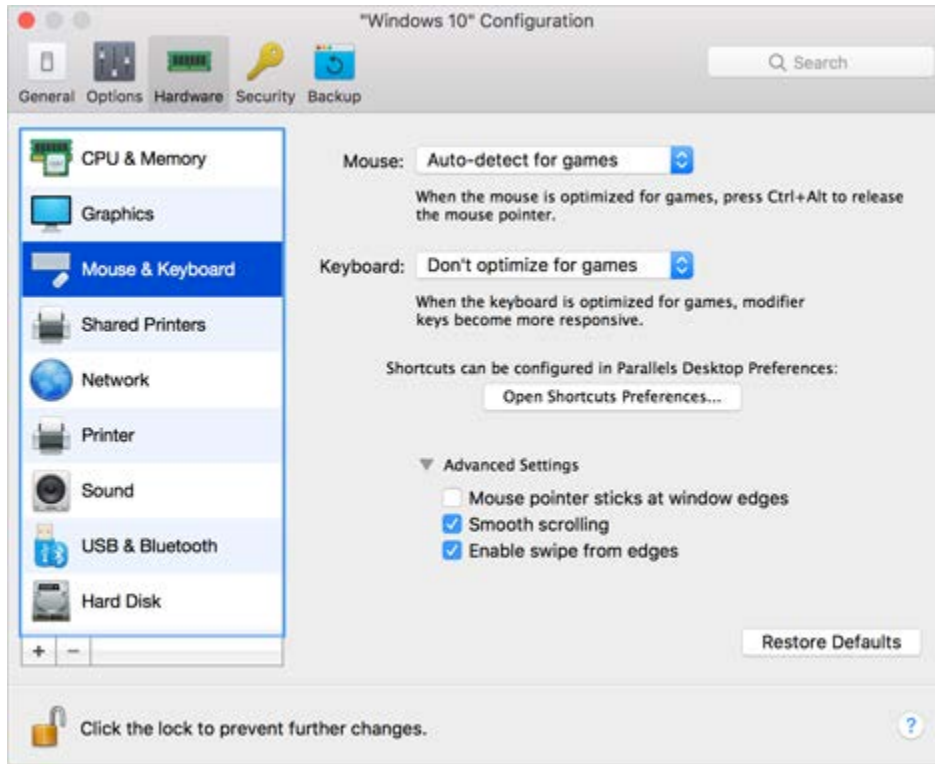 "Windows 10" Configuration
Search
General Options Hardware Security Backup
CPU & Memory
Graphics
Mouse & Keyboard
Shared Printers
Network
Printer
Sound
USB & Bluetooth
Hard Disk
+ −
Mouse: Auto-detect for games
When the mouse is optimized for games, press Ctrl+Alt to release
the mouse pointer.
Keyboard: Don't optimize for games
When the keyboard is optimized for games, modifier
keys become more responsive.
Shortcuts can be configured in Parallels Desktop Preferences:
Open Shortcuts Preferences...
Advanced Settings
Mouse pointer sticks at window edges
Smooth scrolling
Enable swipe from edges
Restore Defaults
Click the lock to prevent further changes.
?